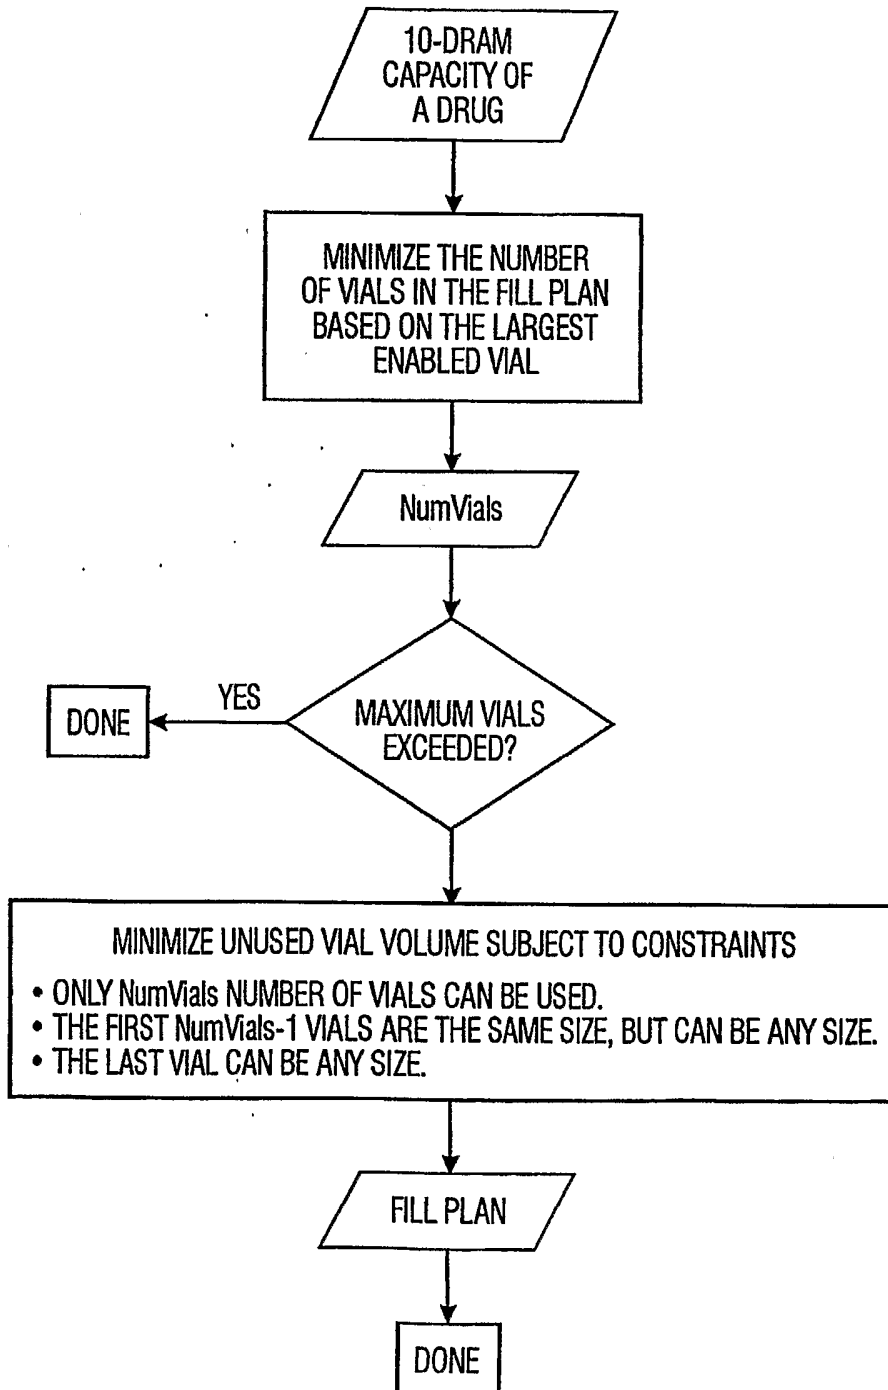 10-DRAM
CAPACITY OF
A DRUG
MINIMIZE THE NUMBER
OF VIALS IN THE FILL PLAN
BASED ON THE LARGEST
ENABLED VIAL
NumVials
YES
DONE
MAXIMUM VIALS
EXCEEDED?
MINIMIZE UNUSED VIAL VOLUME SUBJECT TO CONSTRAINTS
• ONLY NumVials NUMBER OF VIALS CAN BE USED.
• THE FIRST NumVials-1 VIALS ARE THE SAME SIZE, BUT CAN BE ANY SIZE.
• THE LAST VIAL CAN BE ANY SIZE.
FILL PLAN
DONE